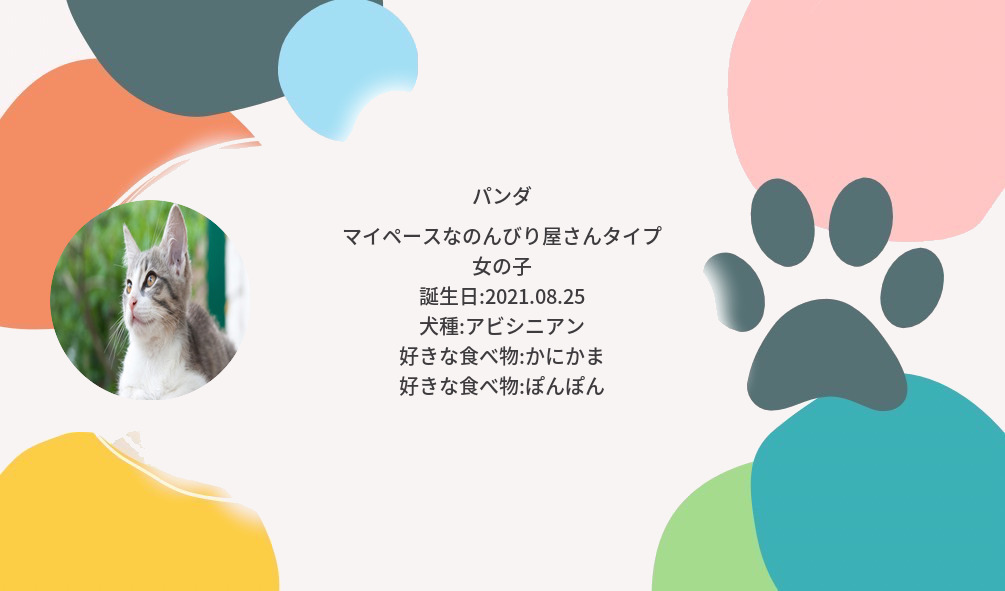 パンダ
マイペースなのんびり屋さんタイプ
女の子
誕生日:2021.08.25
犬種:アビシニアン
好きな食べ物:かにかま
好きな食べ物:ぽんぽん